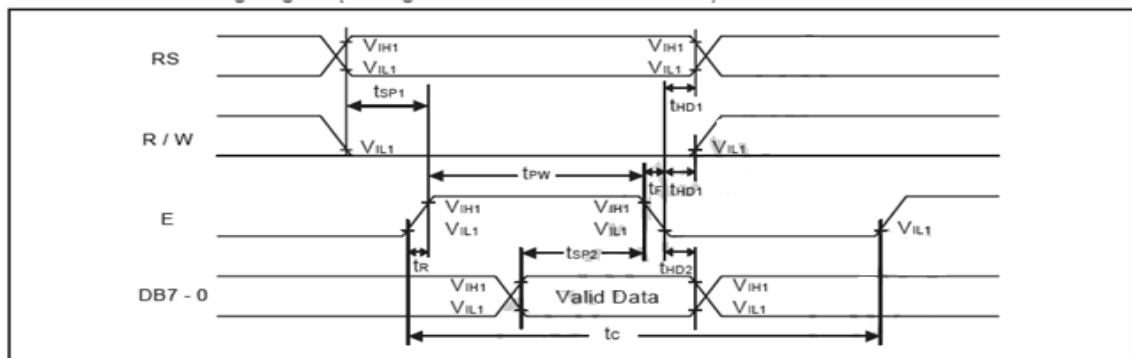 RS
VIH1 VIH1
VIL1 VIL1
tSP1 tHD1
R / W
VIL1 VIL1
tPW tF tHD1
E
VIH1 VIH1
VIL1 VIL1 VIL1
tR tSP2 tHD2
DB7 - 0
VIH1 Valid Data VIH1
VIL1 VIL1
tC